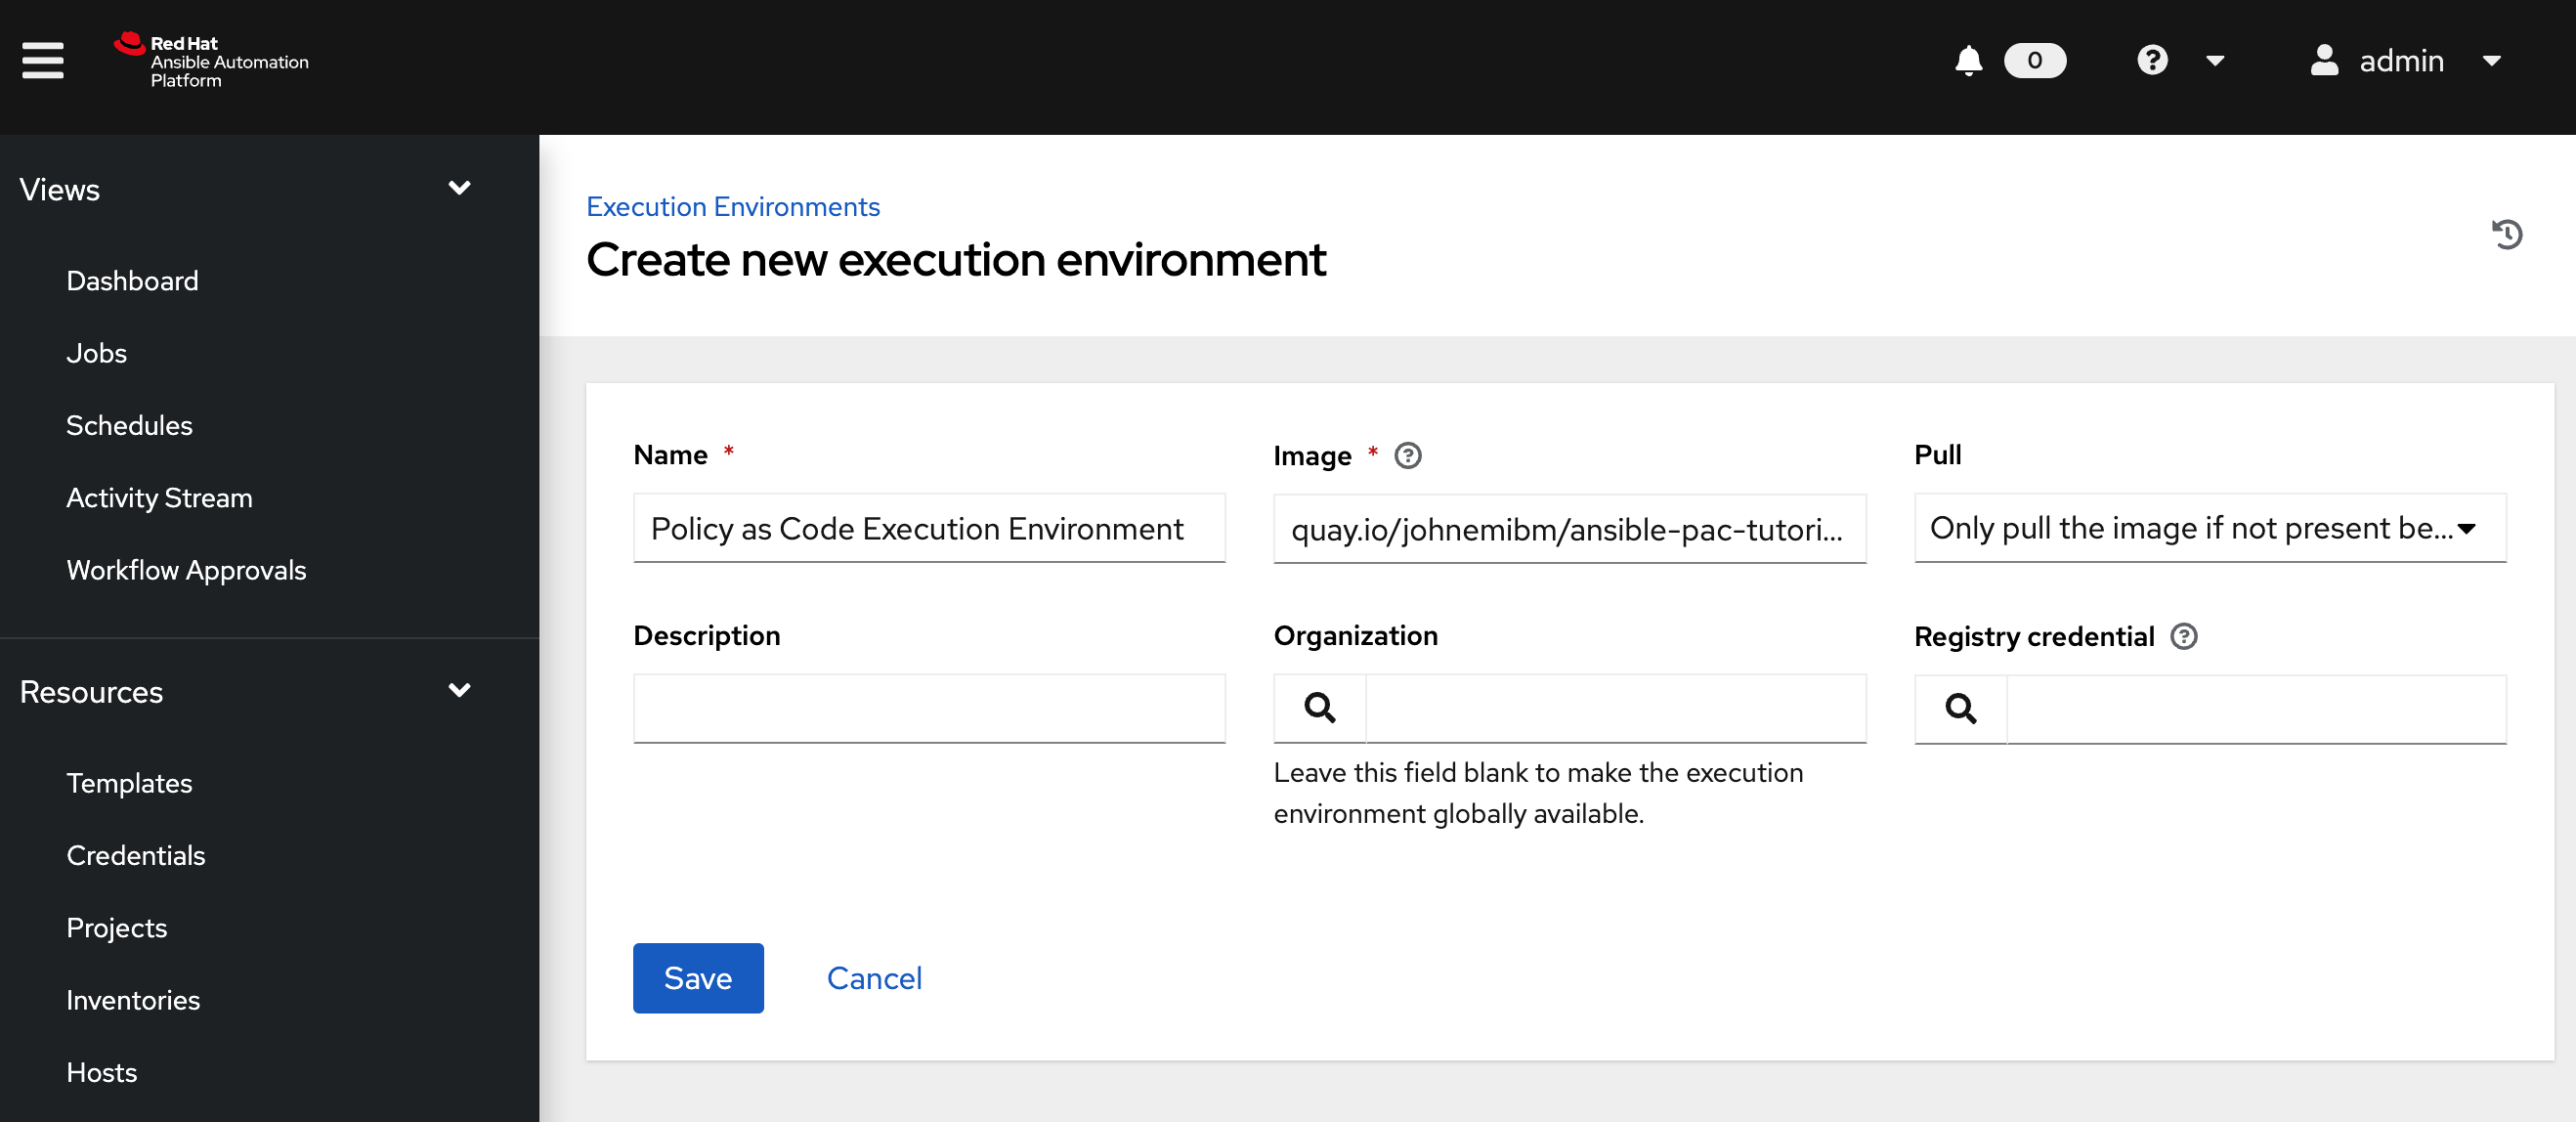 Red Hat
Ansible Automation
Platform
0
admin
Views
Dashboard
Jobs
Schedules
Activity Stream
Workflow Approvals
Resources
Templates
Credentials
Projects
Inventories
Hosts
Execution Environments
Create new execution environment
Name *
Policy as Code Execution Environment
Image *
quay.io/johnemibm/ansible-pac-tutori...
Pull
Only pull the image if not present be...
Description
Organization
Leave this field blank to make the execution
environment globally available.
Registry credential
Save
Cancel